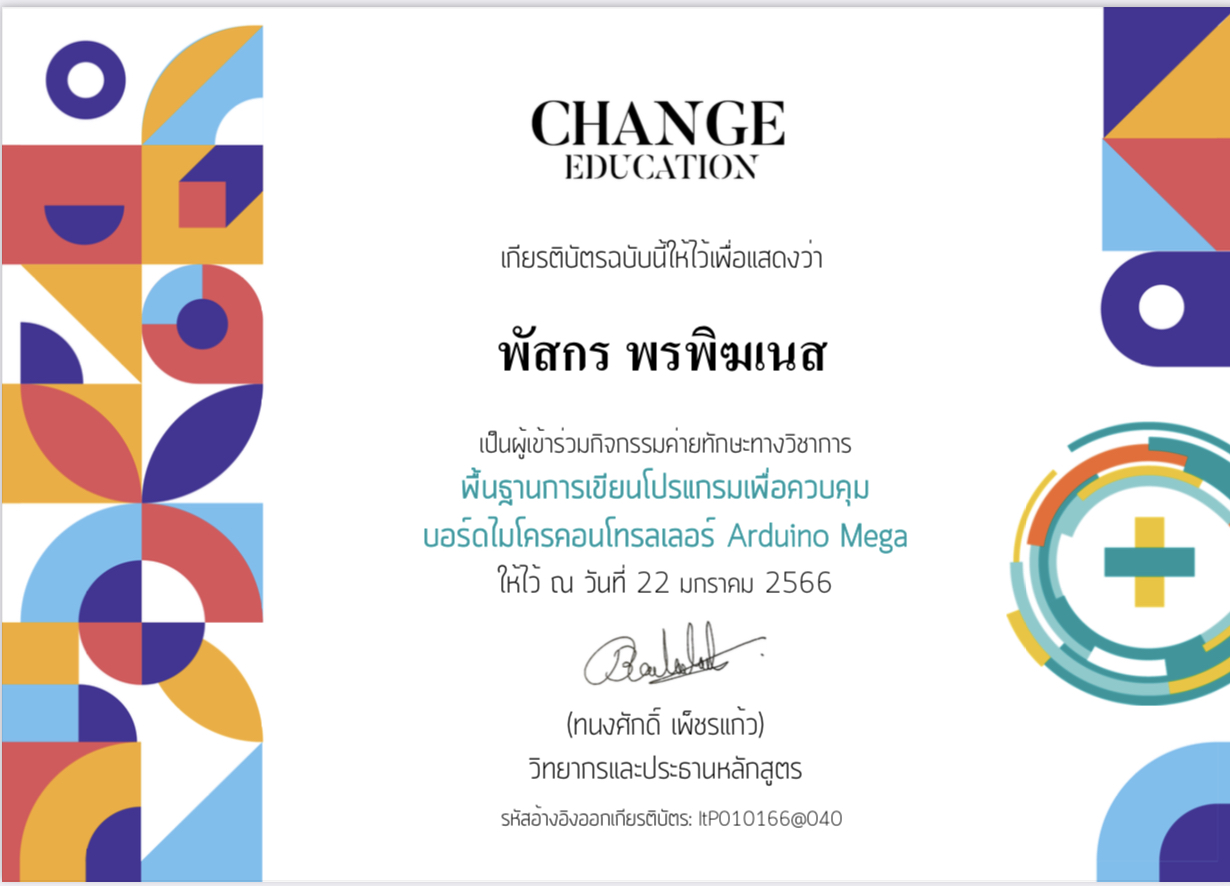 CHANGE
EDUCATION
เกียรติบัตรฉบับนี้ให้ไว้เพื่อแสดงว่า
พัสกร พรพิฆเนส
เป็นผู้เข้าร่วมกิจกรรมค่ายทักษะทางวิชาการ
พื้นฐานการเขียนโปรแกรมเพื่อควบคุม
บอร์ดไมโครคอนโทรลเลอร์ Arduino Mega
ให้ไว้ ณ วันที่ 22 มกราคม 2566
(ทนงศักดิ์ เพ็ชรแก้ว)
วิทยากรและประธานหลักสูตร
รหัสอ้างอิงออกเกียรติบัตร: ItP010166@040